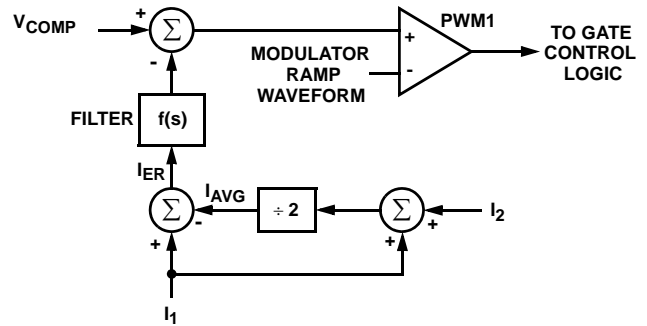 V_COMP
+
Σ
-
+
-
PWM1
MODULATOR
RAMP
WAVEFORM
TO GATE
CONTROL
LOGIC
FILTER
f(s)
I_ER
I_AVG
÷ 2
Σ
-
+
Σ
+
+
I_2
I_1